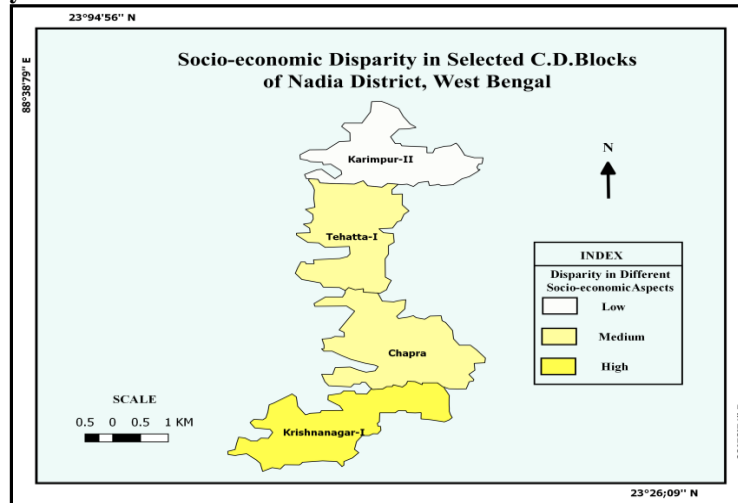 23°94'56'' N
88°38'79'' E
Socio-economic Disparity in Selected C.D.Blocks
of Nadia District, West Bengal
Karimpur-II
N
Tehatta-I
INDEX
Disparity in Different
Socio-economicAspects
Low
Medium
High
Chapra
SCALE
0.5 0 0.5 1 KM
Krishnanagar-I
23°26;09'' N